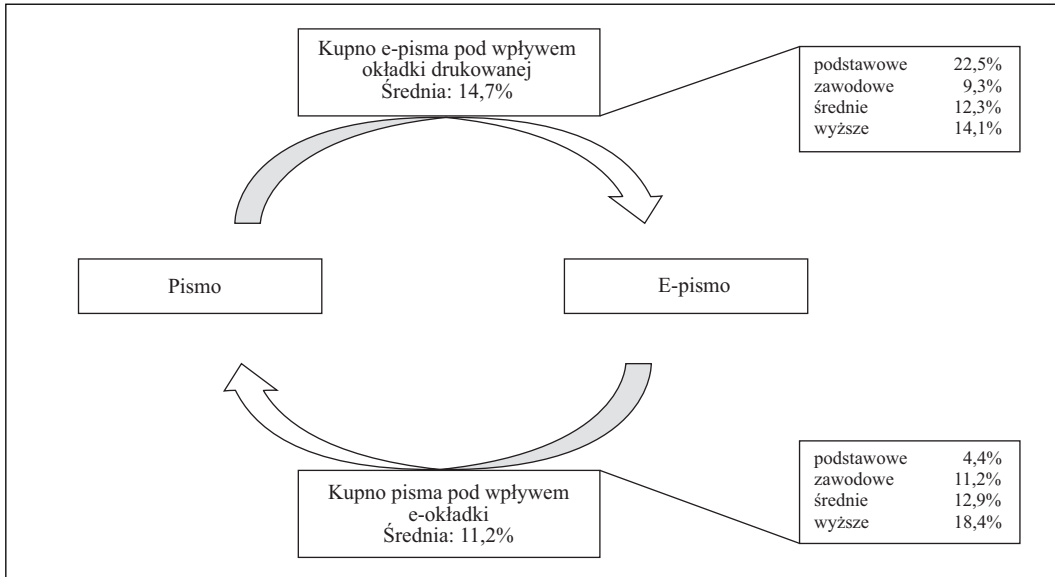 Kupno e-pisma pod wpływem
okładki drukowanej
Średnia: 14,7%
podstawowe 22,5%
zawodowe 9,3%
średnie 12,3%
wyższe 14,1%
Pismo
E-pismo
Kupno pisma pod wpływem
e-okładki
Średnia: 11,2%
podstawowe 4,4%
zawodowe 11,2%
średnie 12,9%
wyższe 18,4%